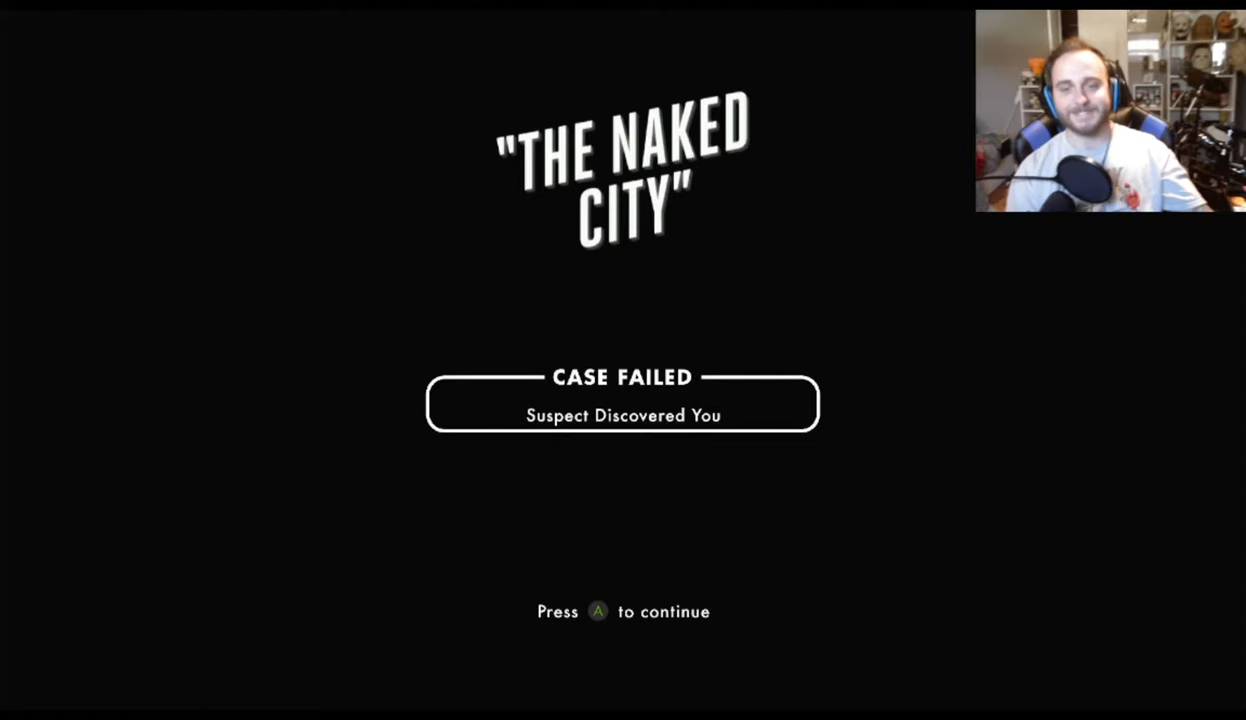 "THE NAKED
CITY"
CASE FAILED
Suspect Discovered You
Press A to continue